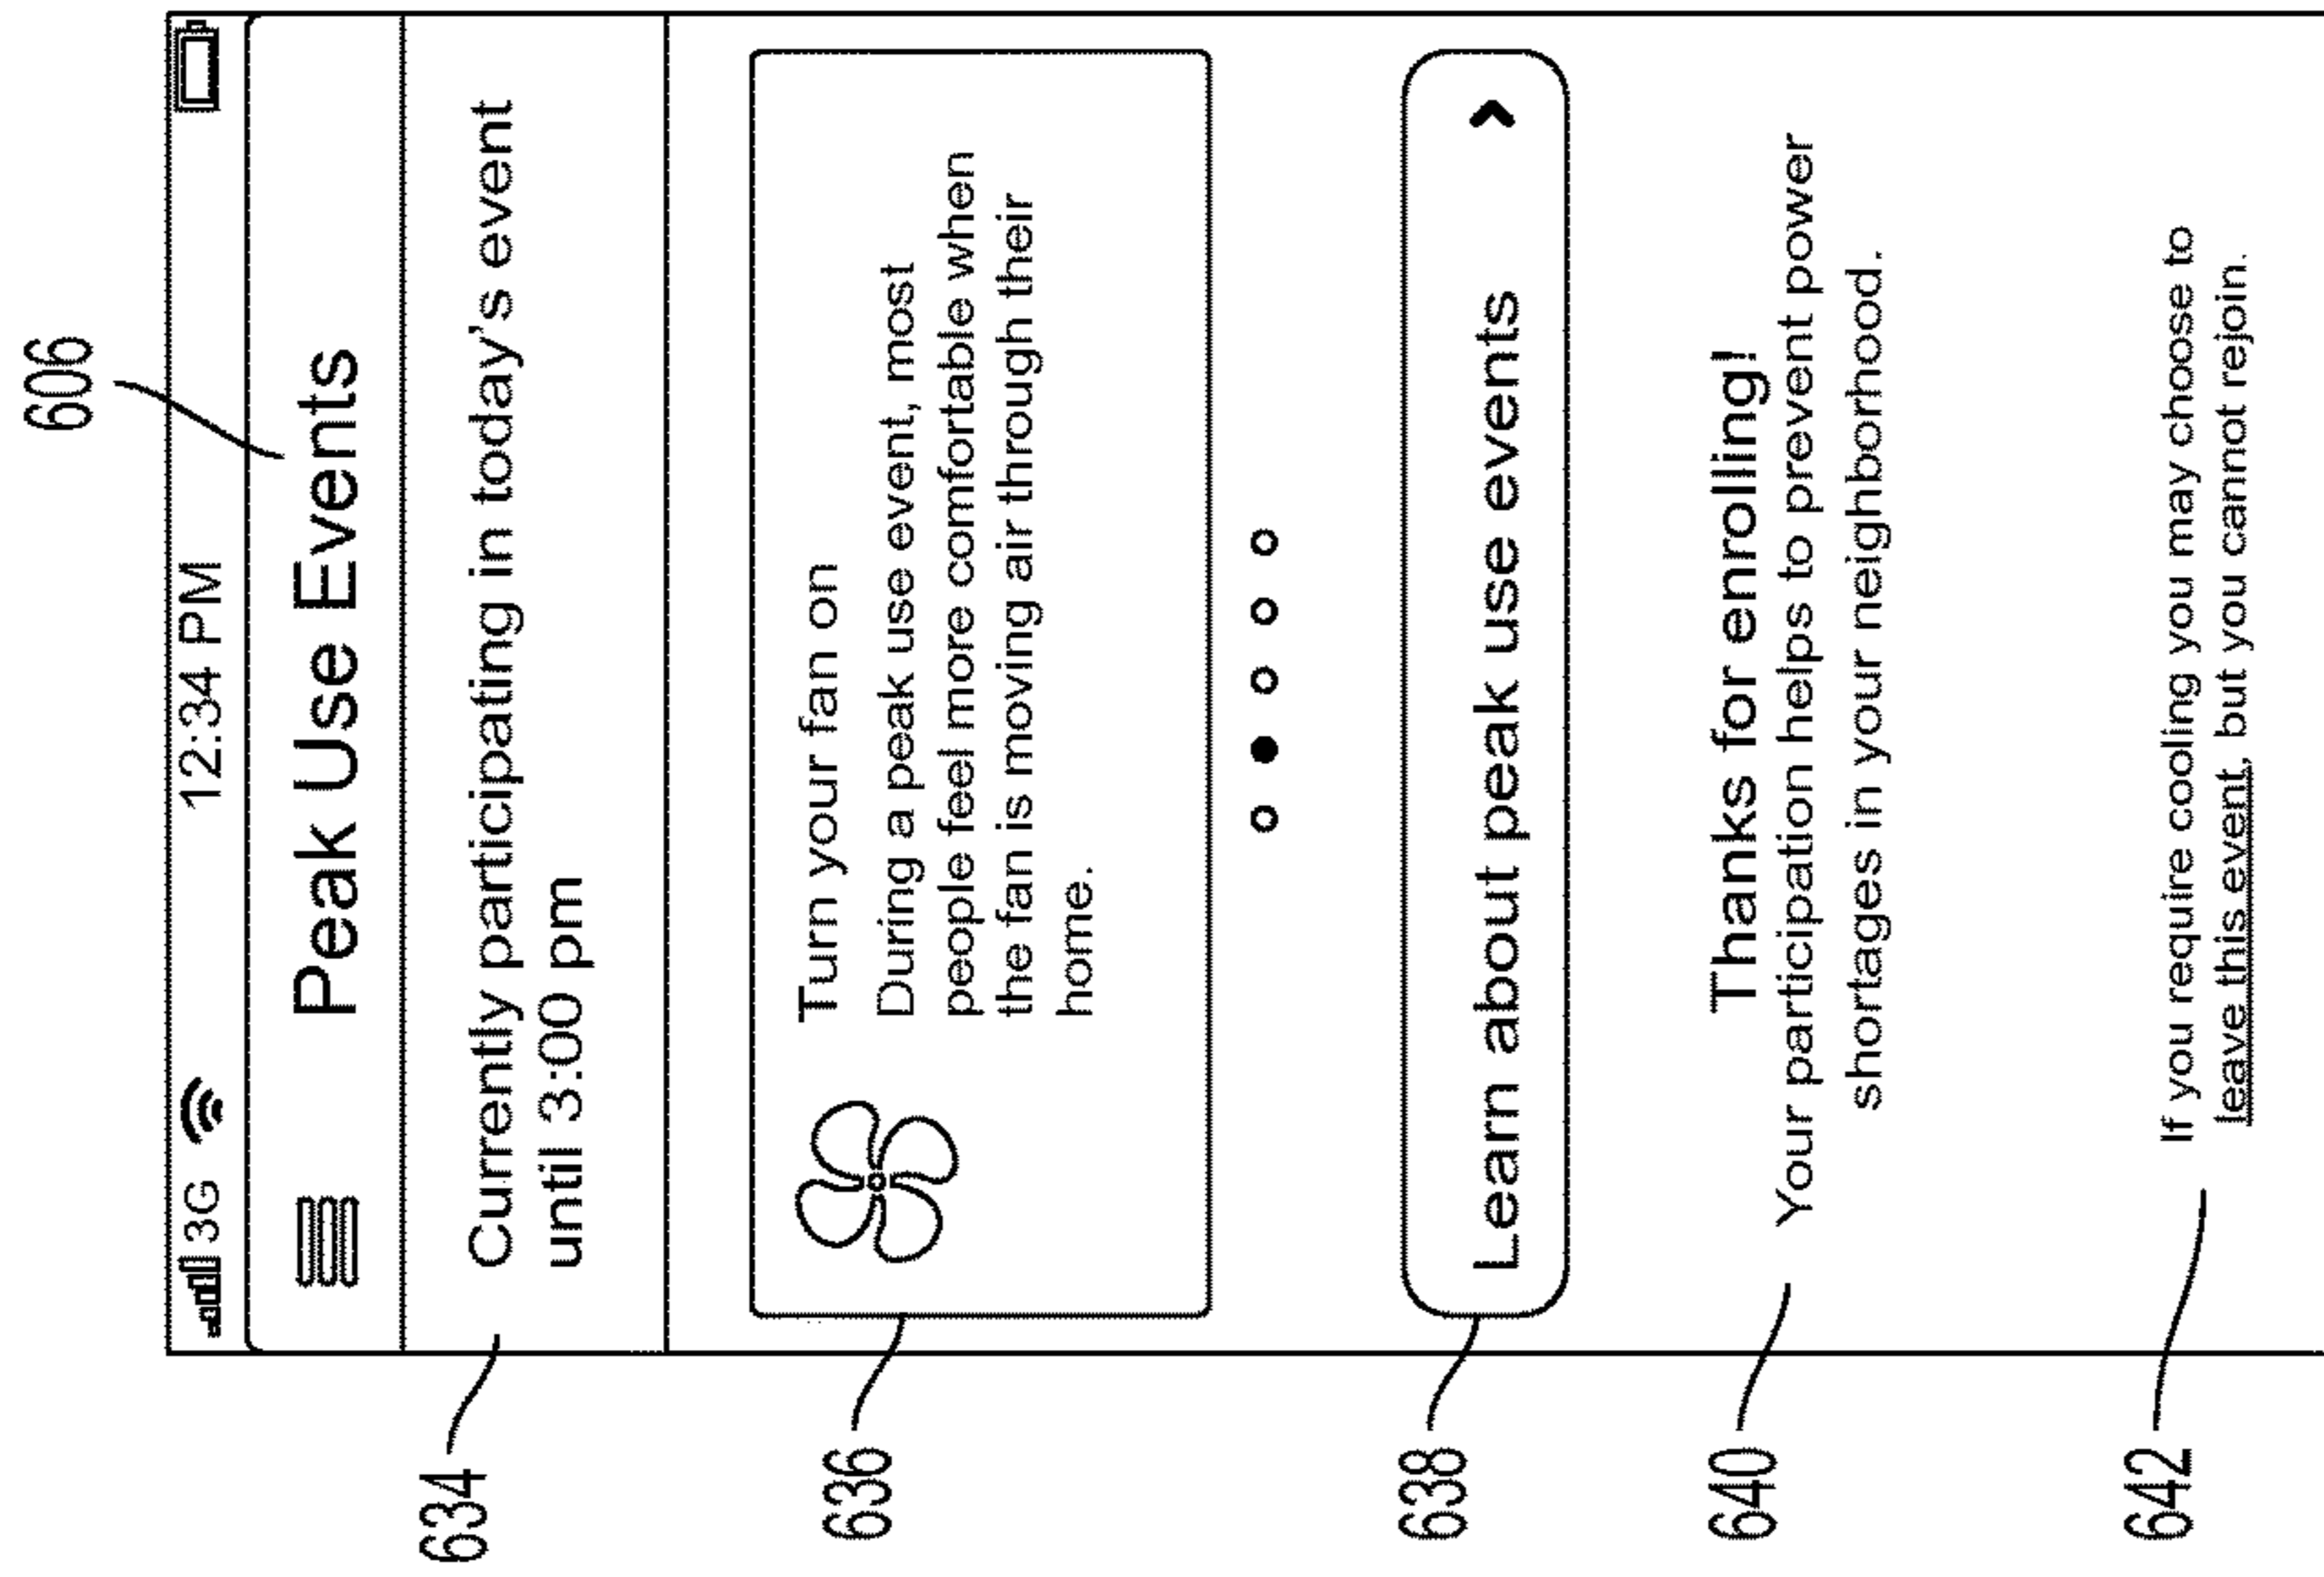 606
3G 12:34 PM
Peak Use Events
634
Currently participating in today's event
until 3:00 pm
636
Turn your fan on
During a peak use event, most
people feel more comfortable when
the fan is moving air through their
home.
638
Learn about peak use events
640
Thanks for enrolling!
Your participation helps to prevent power
shortages in your neighborhood.
642
If you require cooling you may choose to
leave this event, but you cannot rejoin.